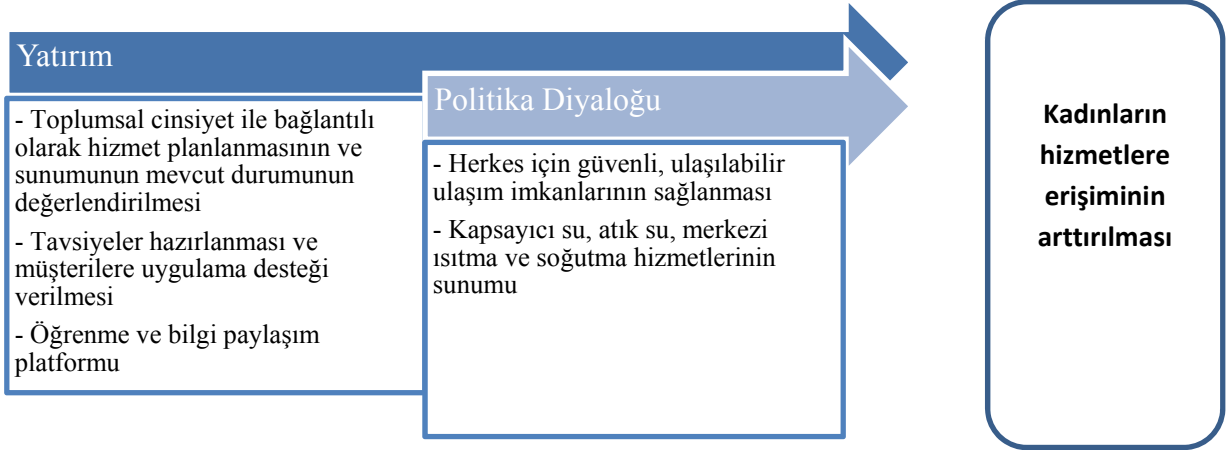 Yatırım
- Toplumsal cinsiyet ile bağlantılı
olarak hizmet planlanmasının ve
sunumunun mevcut durumunun
değerlendirilmesi
- Tavsiyeler hazırlanması ve
müşterilere uygulama desteği
verilmesi
- Öğrenme ve bilgi paylaşım
platformu
Politika Diyaloğu
- Herkes için güvenli, ulaşılabilir
ulaşım imkanlarının sağlanması
- Kapsayıcı su, atık su, merkezi
ısıtma ve soğutma hizmetlerinin
sunumu
Kadınların
hizmetlere
erişiminin
arttırılması